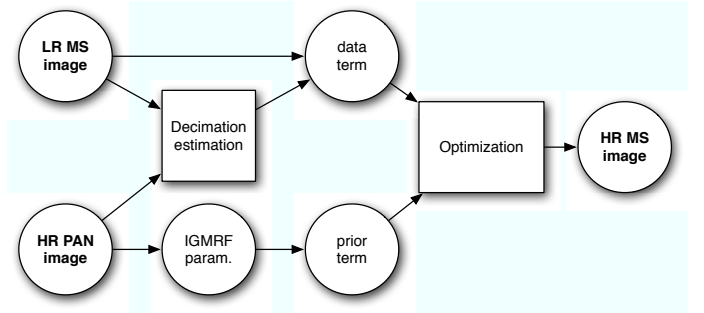 LR MS
image
data
term
Decimation
estimation
Optimization
HR MS
image
HR PAN
image
IGMRF
param.
prior
term